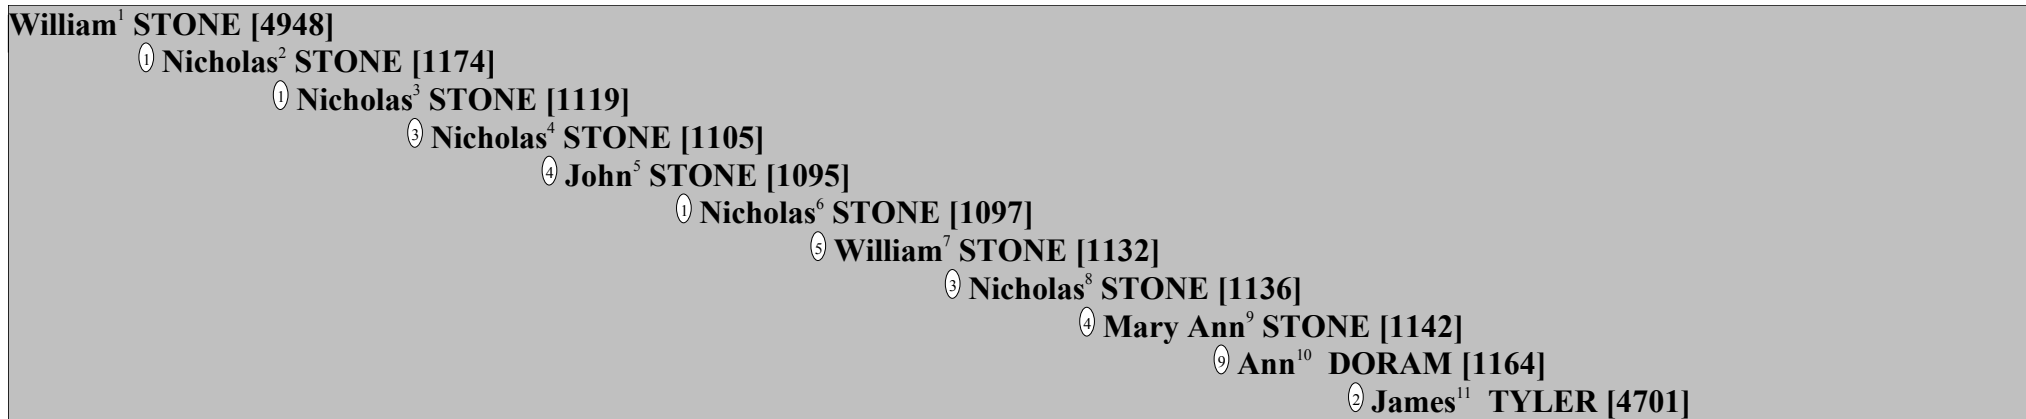 William¹ STONE [4948]
① Nicholas² STONE [1174]
① Nicholas³ STONE [1119]
③ Nicholas⁴ STONE [1105]
④ John⁵ STONE [1095]
① Nicholas⁶ STONE [1097]
⑤ William⁷ STONE [1132]
③ Nicholas⁸ STONE [1136]
④ Mary Ann⁹ STONE [1142]
⑨ Ann¹⁰ DORAM [1164]
② James¹¹ TYLER [4701]